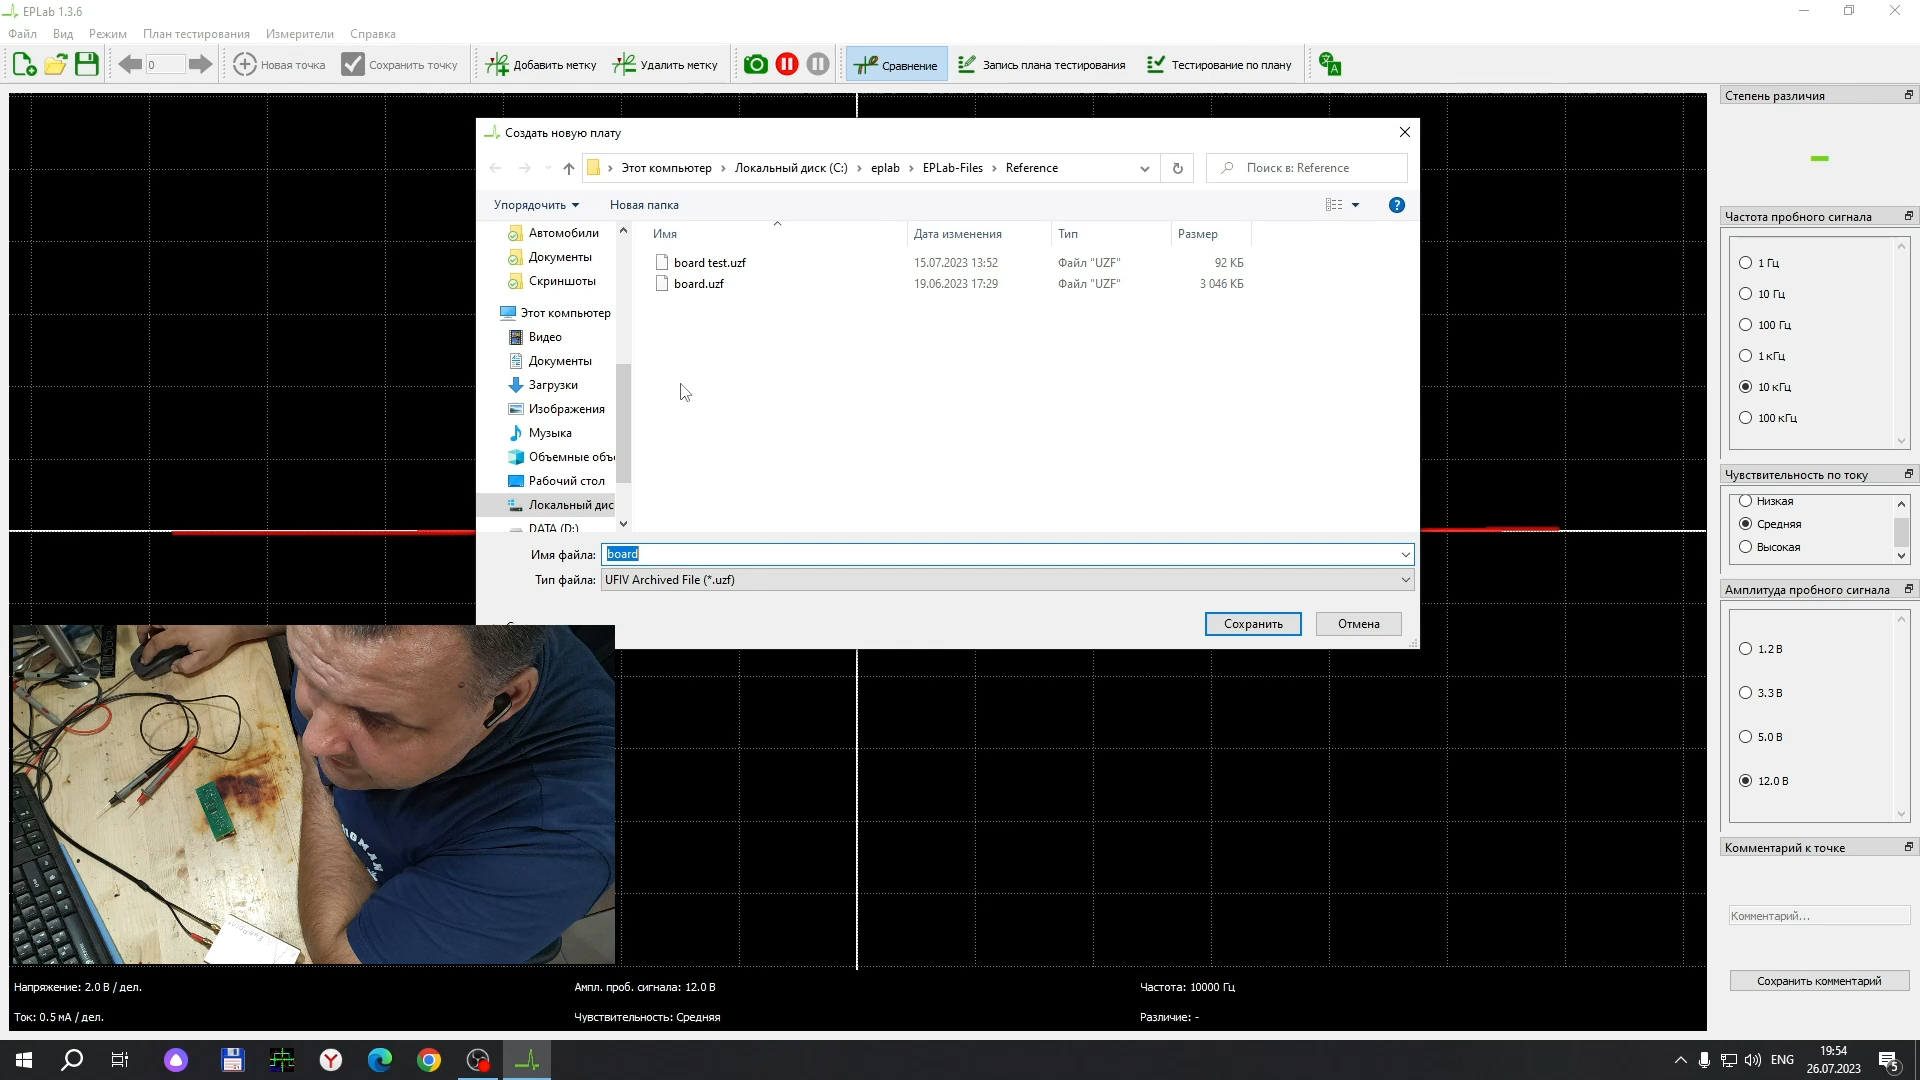 EPLab 1.3.6
Файл Вид Режим План тестирования Измерители Справка
0 Новая точка Сохранить точку Добавить метку Удалить метку Сравнение Запись плана тестирования Тестирование по плану
Создать новую плату
Этот компьютер › Локальный диск (C:) › eplab › EPLab-Files › Reference
Поиск в: Reference
Упорядочить Новая папка
Автомобили
Документы
Скриншоты
Этот компьютер
Видео
Документы
Загрузки
Изображения
Музыка
Объемные объ
Рабочий стол
Локальный дис
DATA (D:)
Имя Дата изменения Тип Размер
board test.uzf 15.07.2023 13:52 Файл "UZF" 92 КБ
board.uzf 19.06.2023 17:29 Файл "UZF" 3 046 КБ
Имя файла: board
Тип файла: UFIV Archived File (*.uzf)
Сохранить Отмена
Степень различия
-
Частота пробного сигнала
1 Гц
10 Гц
100 Гц
1 кГц
10 кГц
100 кГц
Чувствительность по току
Низкая
Средняя
Высокая
Амплитуда пробного сигнала
1.2 В
3.3 В
5.0 В
12.0 В
Комментарий к точке
Комментарий...
Сохранить комментарий
Напряжение: 2.0 В / дел. Ампл. проб. сигнала: 12.0 В Частота: 10000 Гц
Ток: 0.5 мА / дел. Чувствительность: Средняя Различие: -
ENG
19:54
26.07.2023
5